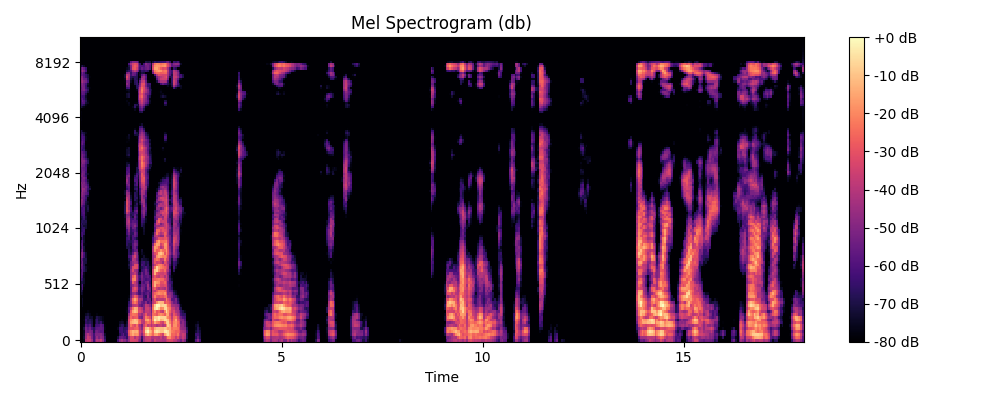 Mel Spectrogram (db)
8192
4096
2048
1024
512
0
Hz
0
5
10
15
Time
+0 dB
-10 dB
-20 dB
-30 dB
-40 dB
-50 dB
-60 dB
-70 dB
-80 dB